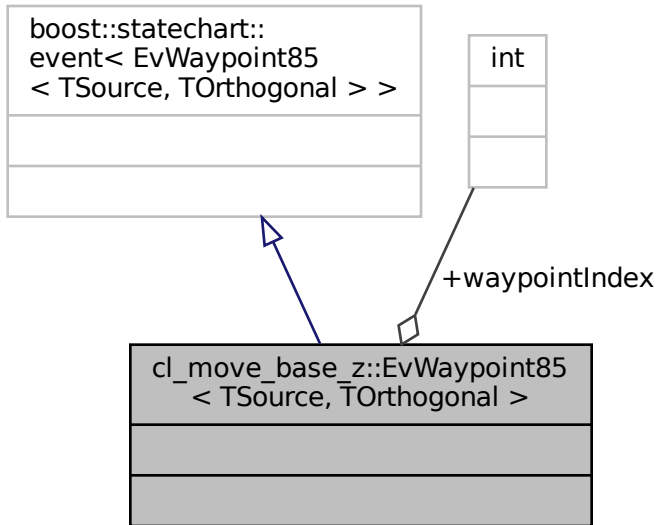 boost::statechart::
event< EvWaypoint85
< TSource, TOrthogonal > >
int
+waypointIndex
cl_move_base_z::EvWaypoint85
< TSource, TOrthogonal >